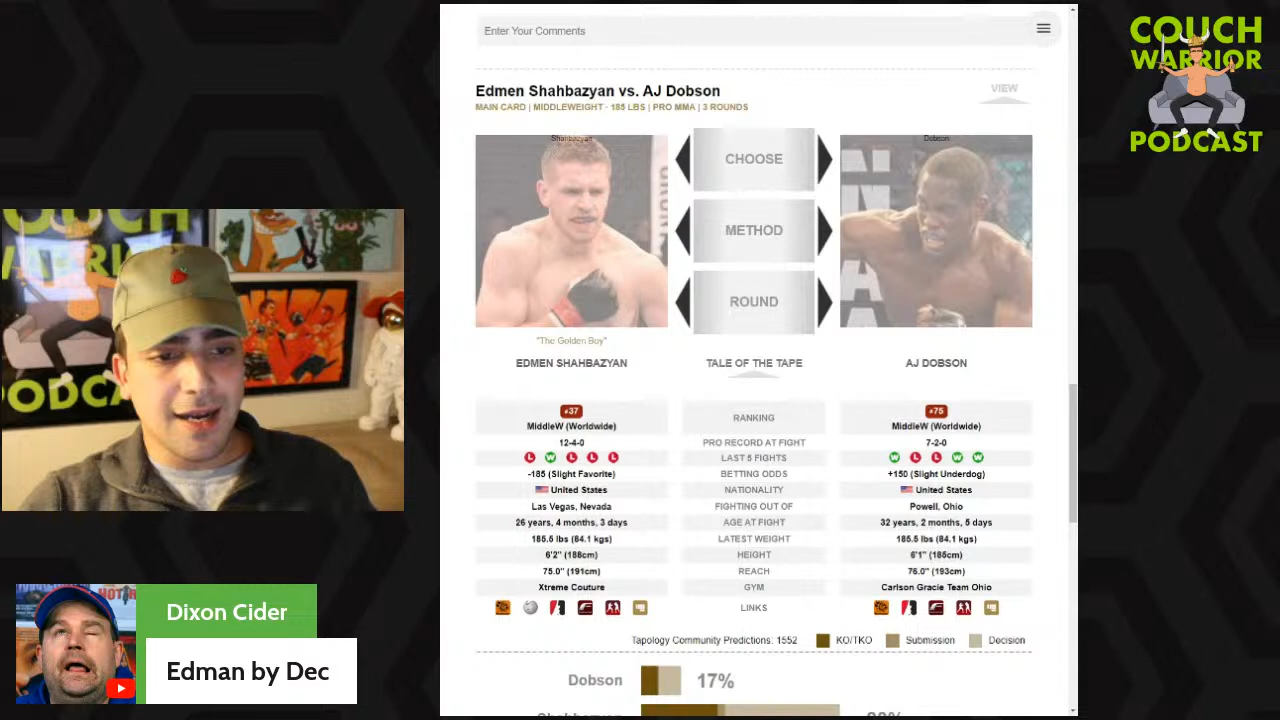 Enter Your Comments
COUCH
WARRIOR
PODCAST
Edmen Shahbazyan vs. AJ Dobson
MAIN CARD | MIDDLEWEIGHT - 185 LBS | PRO MMA | 3 ROUNDS
VIEW
Shahbazyan
Dobson
CHOOSE
METHOD
ROUND
"The Golden Boy"
EDMEN SHAHBAZYAN TALE OF THE TAPE AJ DOBSON
#37 RANKING #75
MiddleW (Worldwide) MiddleW (Worldwide)
12-4-0 PRO RECORD AT FIGHT 7-2-0
L W L L L LAST 5 FIGHTS W L L W W
-185 (Slight Favorite) BETTING ODDS +150 (Slight Underdog)
United States NATIONALITY United States
Las Vegas, Nevada FIGHTING OUT OF Powell, Ohio
26 years, 4 months, 3 days AGE AT FIGHT 32 years, 2 months, 5 days
185.5 lbs (84.1 kgs) LATEST WEIGHT 185.5 lbs (84.1 kgs)
6'2" (188cm) HEIGHT 6'1" (185cm)
75.0" (191cm) REACH 76.0" (193cm)
Xtreme Couture GYM Carlson Gracie Team Ohio
LINKS
Tapology Community Predictions: 1552 KO/TKO Submission Decision
Dobson 17%
Dixon Cider
Edman by Dec